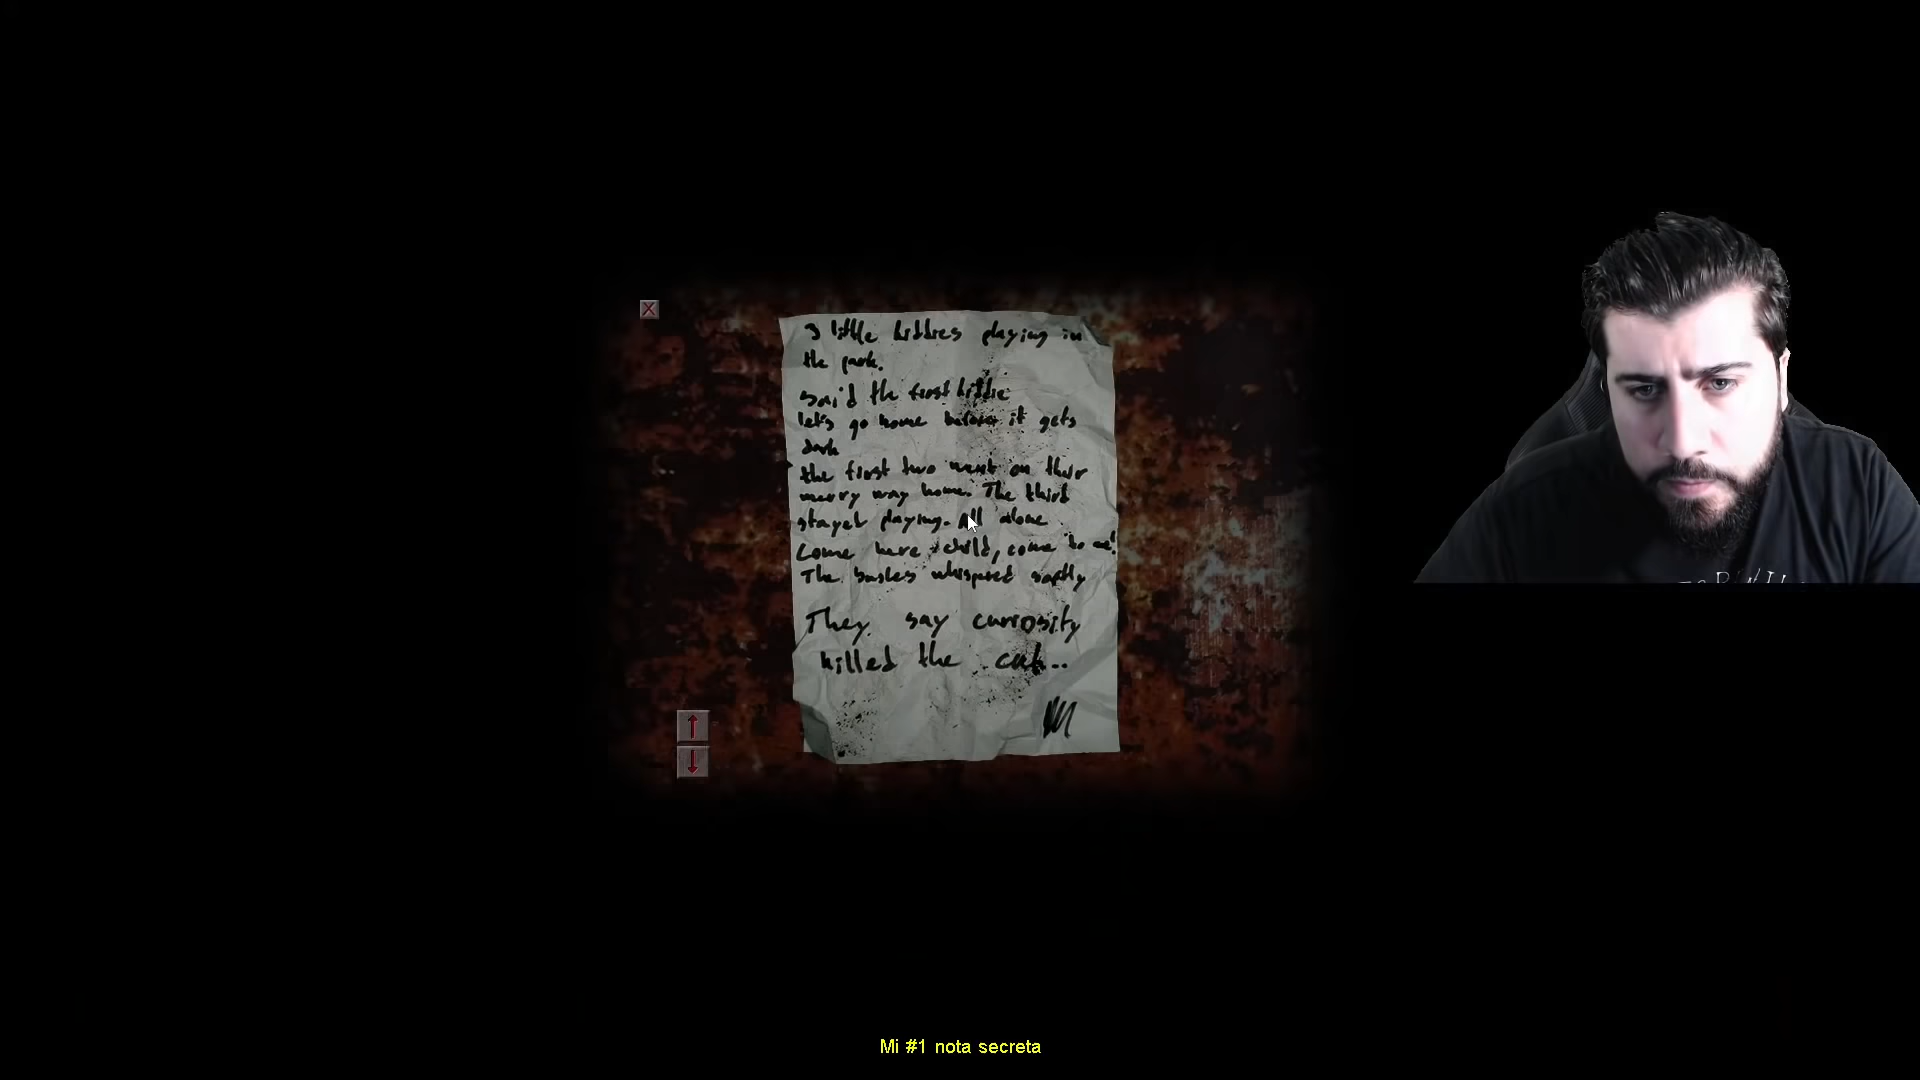 3 little kiddies playing in
the park.
said the first kiddie
let's go home before it gets
dark
the first two went on their
merry way home. The third
stayed playing. All alone
Come here child, come to me!
The bushes whispered softly
They say curiosity
killed the cat..
Mi #1 nota secreta